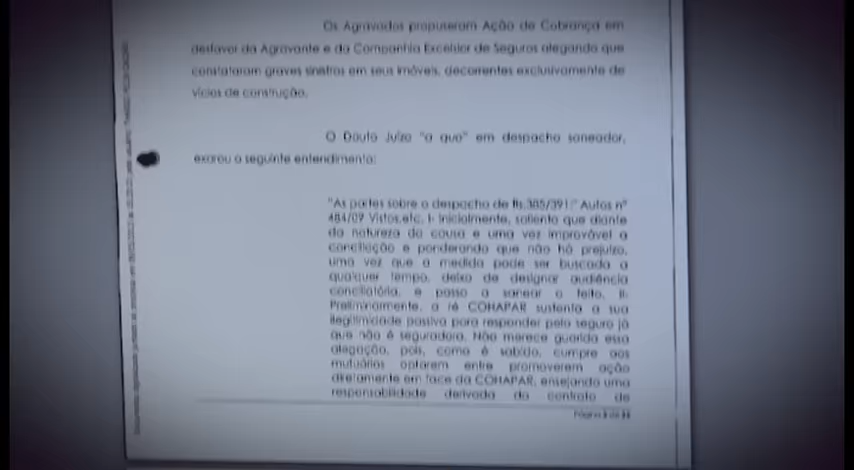 Os Agravados propuseram Ação de Cobrança em
desfavor da Agravante e da Companhia Excelsior de Seguros alegando que
constataram graves sinistros em seus imóveis, decorrentes exclusivamente de
vícios de construção.
O Douto Juízo "a quo" em despacho saneador,
exarou o seguinte entendimento:
"As partes sobre o despacho de fls.385/391." Autos nº
484/09 Vistos,etc. I- Inicialmente, saliento que diante
da natureza da causa e uma vez improvável a
conciliação e ponderando que não há prejuízo,
uma vez que a medida pode ser buscada a
qualquer tempo, deixo de designar audiência
conciliatória, e passo a sanear o feito. II-
Preliminarmente, a ré COHAPAR sustenta a sua
ilegitimidade passiva para responder pelo seguro já
que não é seguradora. Não merece guarida essa
alegação, pois, como é sabido, cumpre aos
mutuários optarem entre promoverem ação
diretamente em face da COHAPAR, ensejando uma
responsabilidade derivada do contrato de
Página